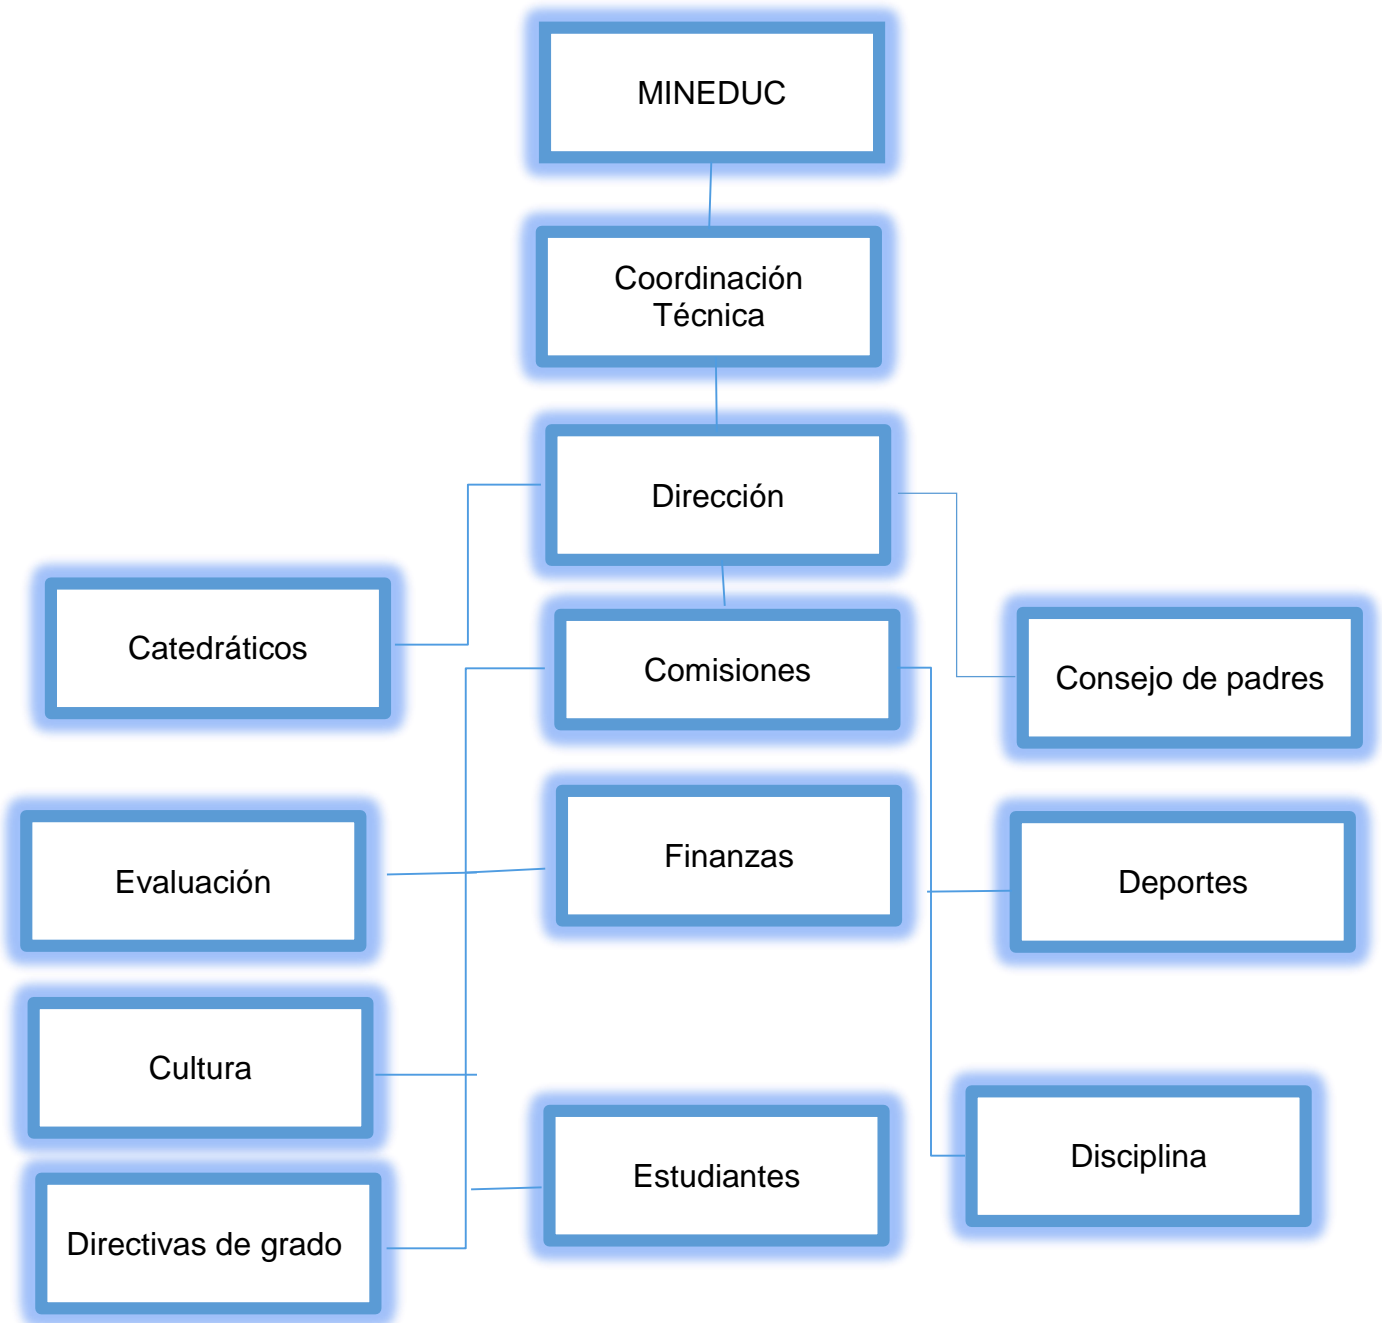 MINEDUC
Coordinación
Técnica
Dirección
Catedráticos
Comisiones
Consejo de padres
Finanzas
Evaluación
Deportes
Cultura
Estudiantes
Disciplina
Directivas de grado